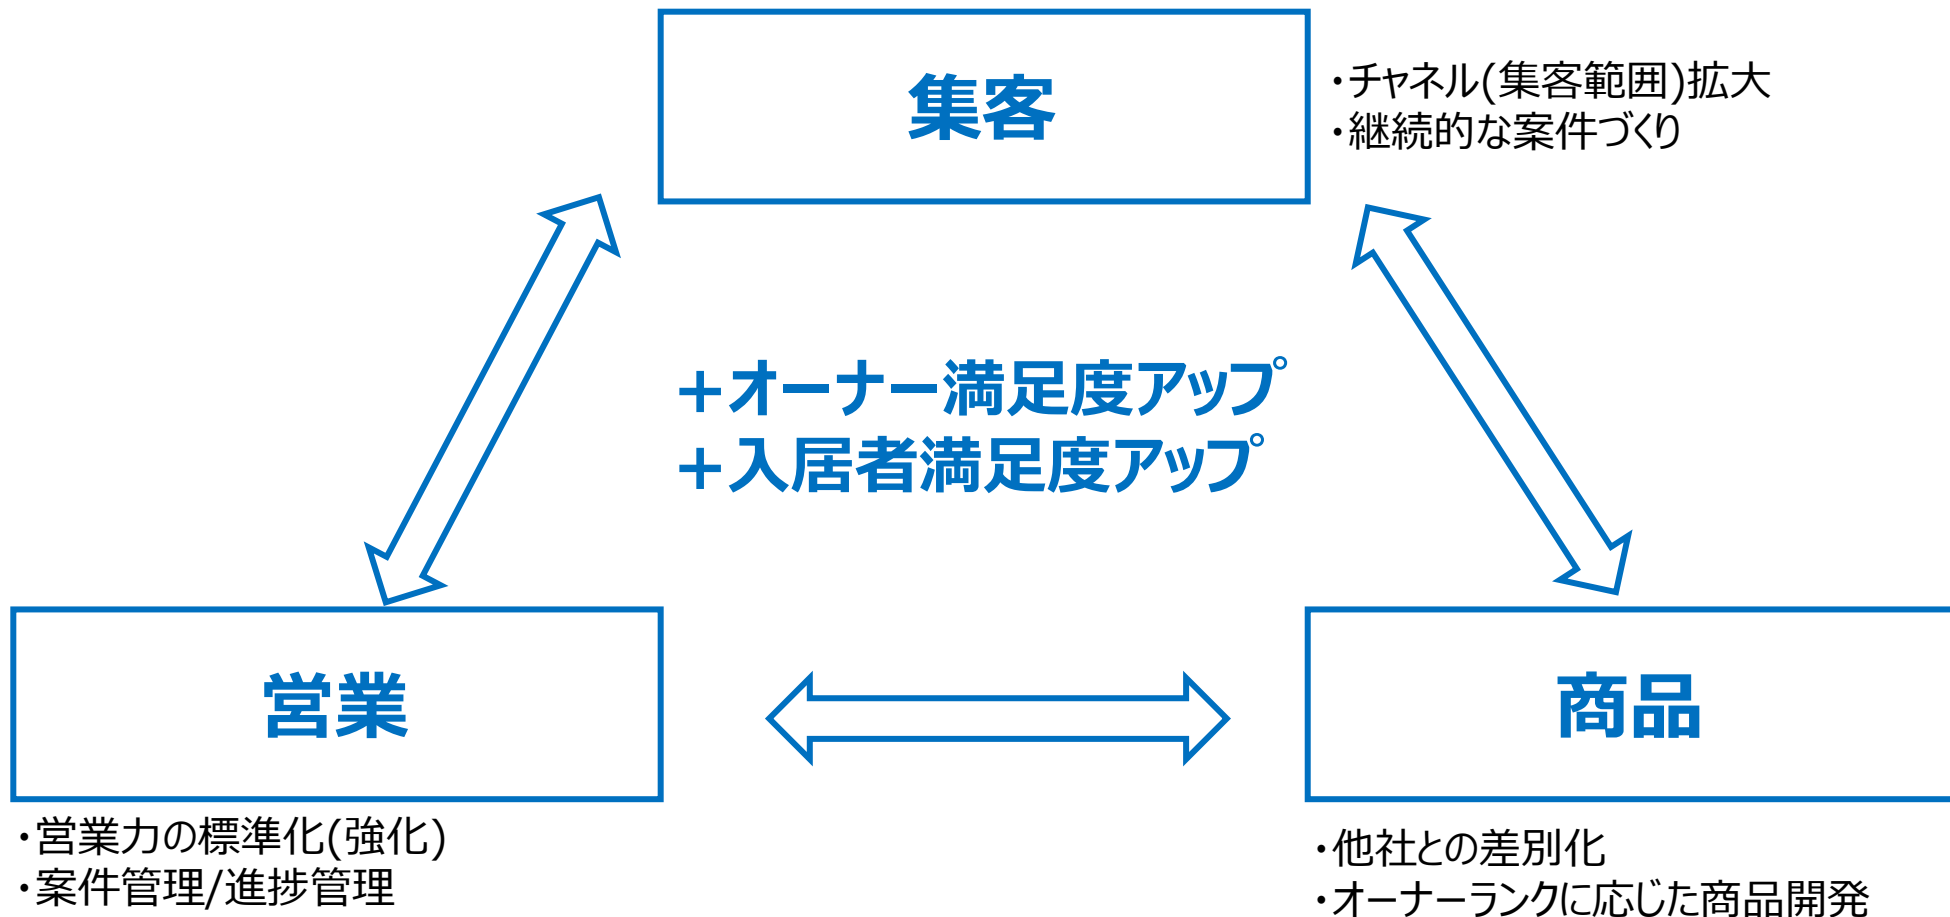 集客
・チャネル(集客範囲)拡大
・継続的な案件づくり
+オーナー満足度アップ
+入居者満足度アップ
営業
商品
・営業力の標準化(強化)
・案件管理/進捗管理
・他社との差別化
・オーナーランクに応じた商品開発